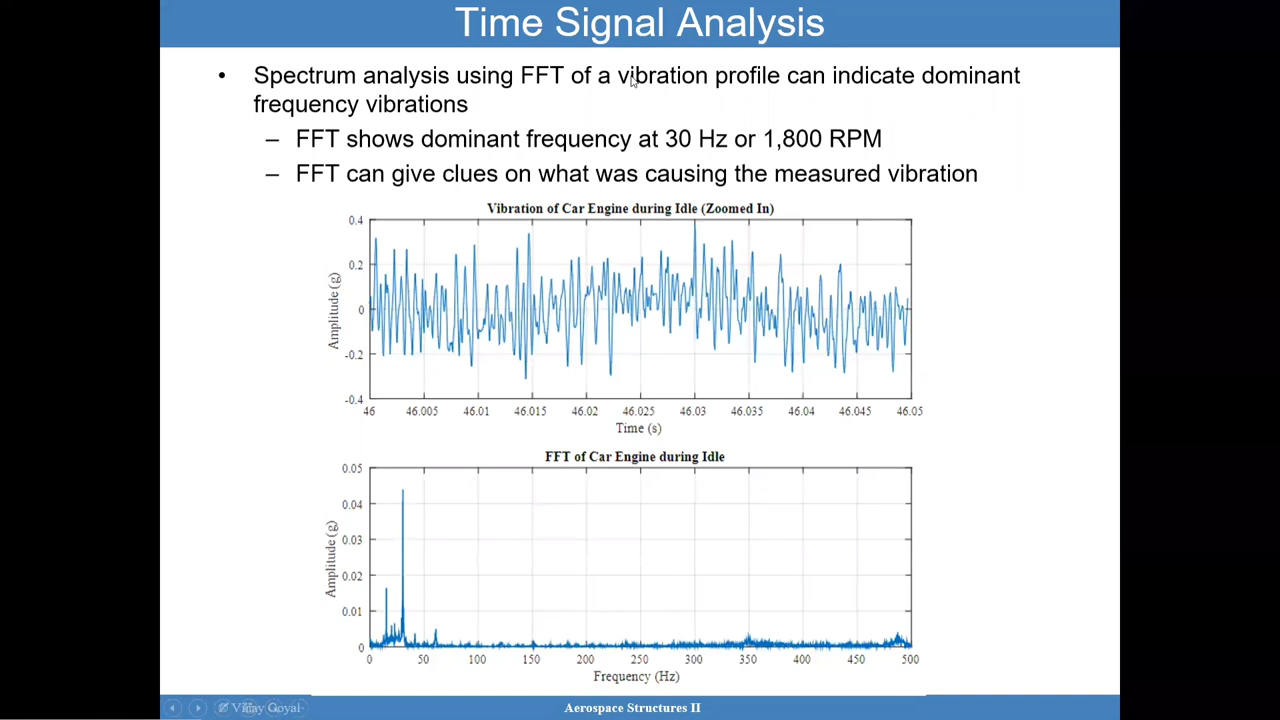 Time Signal Analysis
• Spectrum analysis using FFT of a vibration profile can indicate dominant
frequency vibrations
– FFT shows dominant frequency at 30 Hz or 1,800 RPM
– FFT can give clues on what was causing the measured vibration
Vibration of Car Engine during Idle (Zoomed In)
0.4
0.2
0
-0.2
-0.4
Amplitude (g)
46 46.005 46.01 46.015 46.02 46.025 46.03 46.035 46.04 46.045 46.05
Time (s)
FFT of Car Engine during Idle
0.05
0.04
0.03
0.02
0.01
0
Amplitude (g)
0 50 100 150 200 250 300 350 400 450 500
Frequency (Hz)
Vijay Goyal
Aerospace Structures II